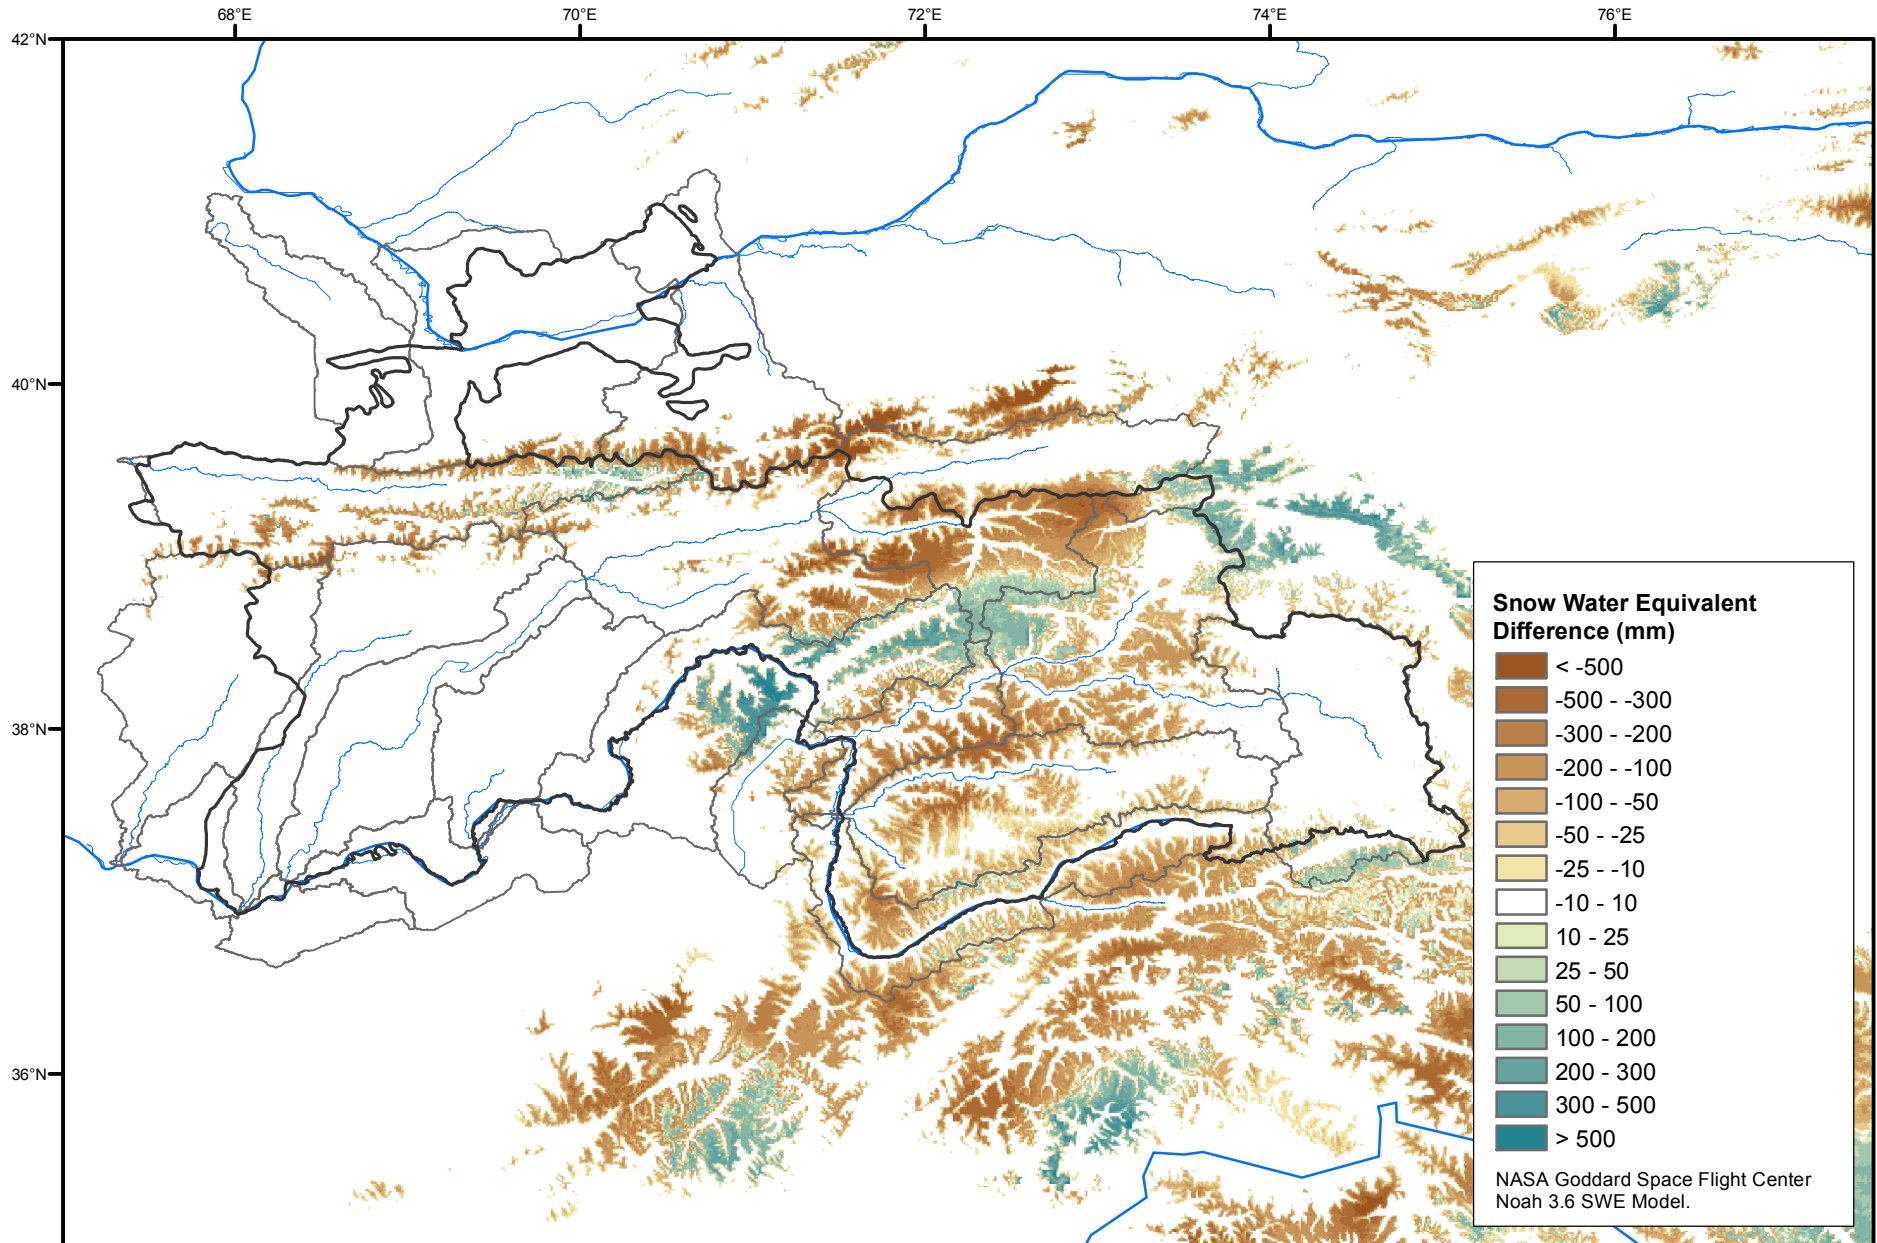 68°E 70°E 72°E 74°E 76°E
42°N
40°N
38°N
36°N
Snow Water Equivalent
Difference (mm)
< -500
-500 - -300
-300 - -200
-200 - -100
-100 - -50
-50 - -25
-25 - -10
-10 - 10
10 - 25
25 - 50
50 - 100
100 - 200
200 - 300
300 - 500
> 500
NASA Goddard Space Flight Center
Noah 3.6 SWE Model.